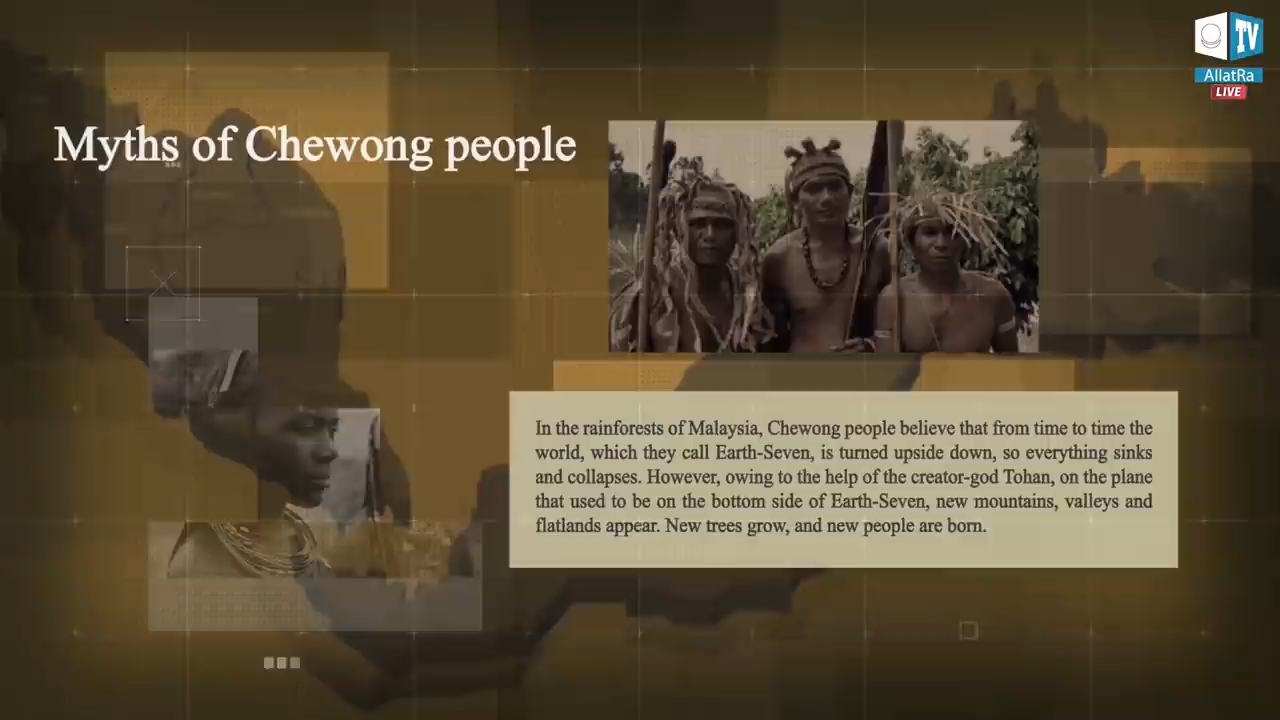 TV
AllatRa
LIVE
Myths of Chewong people
In the rainforests of Malaysia, Chewong people believe that from time to time the
world, which they call Earth-Seven, is turned upside down, so everything sinks
and collapses. However, owing to the help of the creator-god Tohan, on the plane
that used to be on the bottom side of Earth-Seven, new mountains, valleys and
flatlands appear. New trees grow, and new people are born.